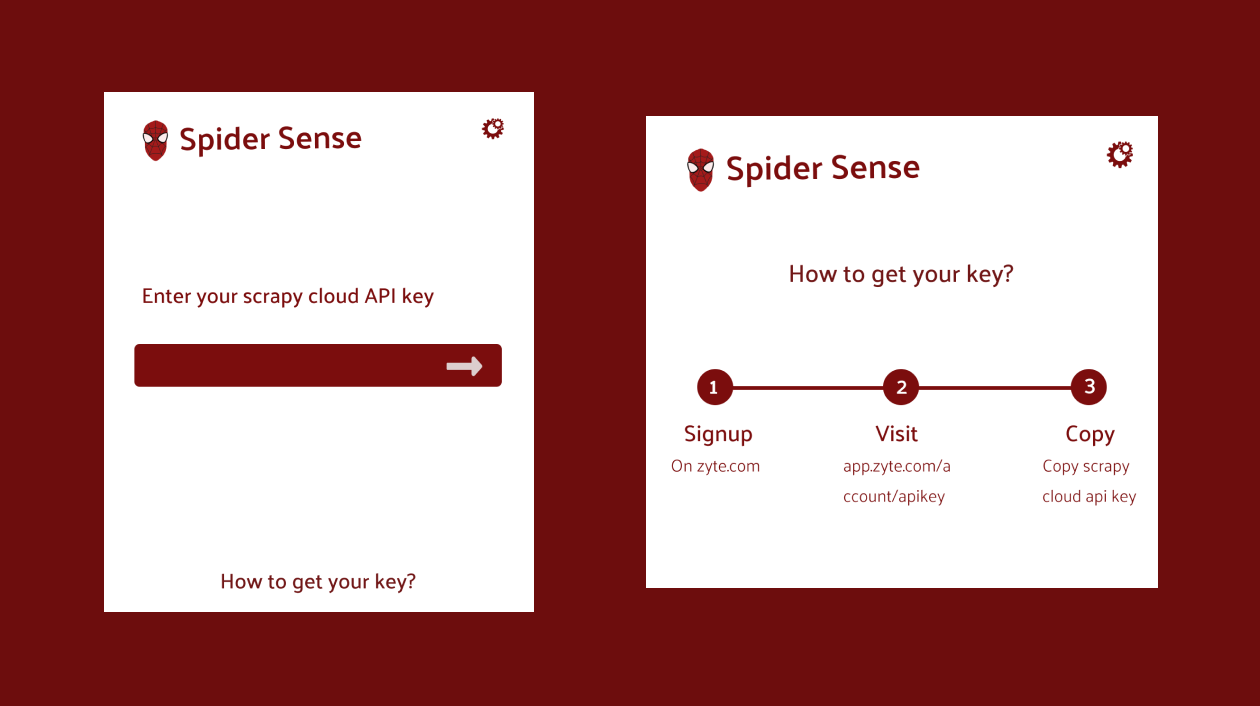 Spider Sense
Enter your scrapy cloud API key
How to get your key?
Spider Sense
How to get your key?
1
2
3
Signup
Visit
Copy
On zyte.com
app.zyte.com/a
ccount/apikey
Copy scrapy
cloud api key